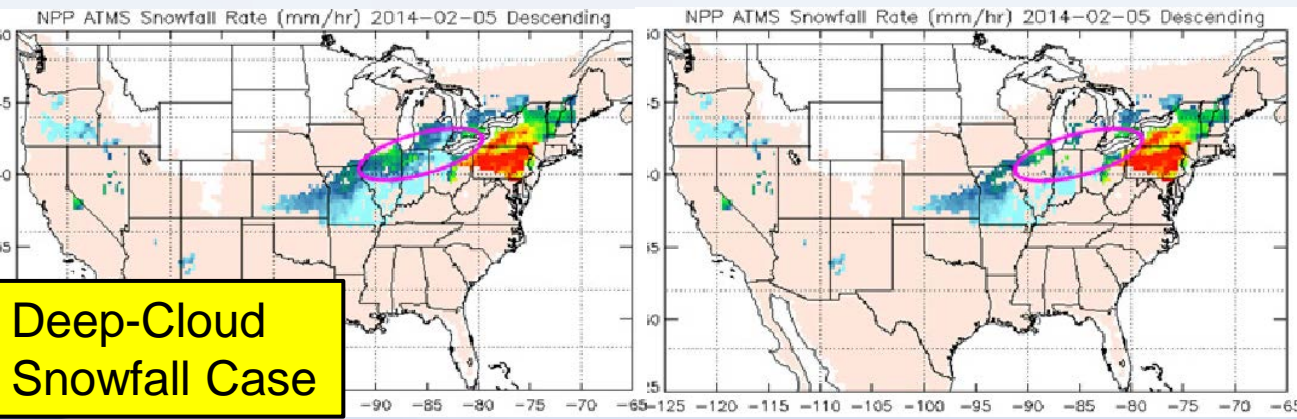 NPP ATMS Snowfall Rate (mm/hr) 2014-02-05 Descending
NPP ATMS Snowfall Rate (mm/hr) 2014-02-05 Descending
Deep-Cloud
Snowfall Case
-90 -85 -80 -75 -70 -65
-125 -120 -115 -110 -105 -100 -95 -90 -85 -80 -75 -70 -65